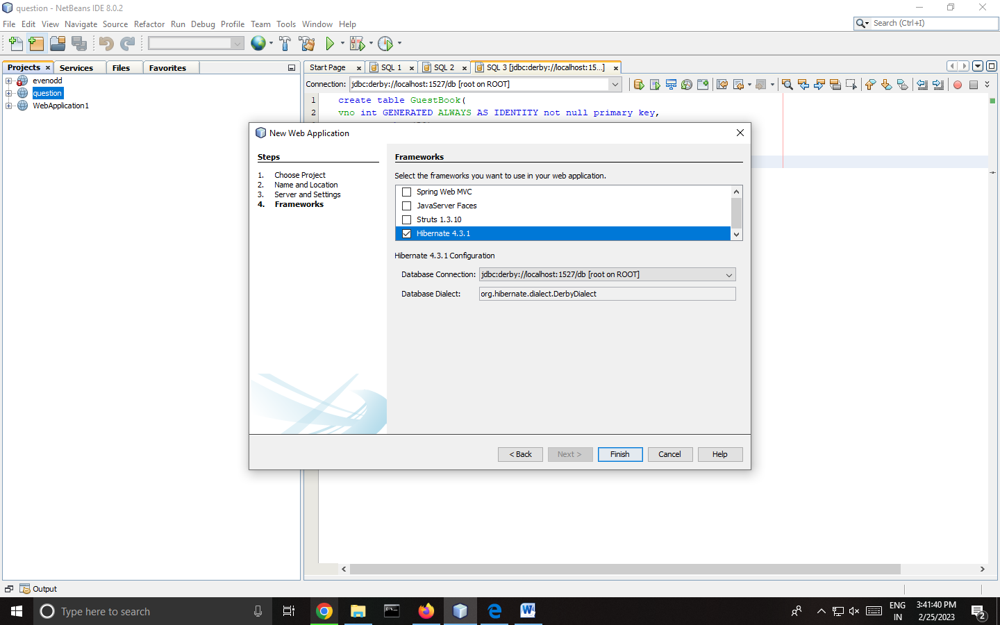 question - NetBeans IDE 8.0.2
File Edit View Navigate Source Refactor Run Debug Profile Team Tools Window Help
Search (Ctrl+I)
Projects Services Files Favorites
evenodd
question
WebApplication1
Start Page SQL 1 SQL 2 SQL 3 [jdbc:derby://localhost:15...]
Connection: jdbc:derby://localhost:1527/db [root on ROOT]
1 create table GuestBook(
2 vno int GENERATED ALWAYS AS IDENTITY not null primary key,
New Web Application
Steps
1. Choose Project
2. Name and Location
3. Server and Settings
4. Frameworks
Frameworks
Select the frameworks you want to use in your web application.
Spring Web MVC
JavaServer Faces
Struts 1.3.10
Hibernate 4.3.1
Hibernate 4.3.1 Configuration
Database Connection: jdbc:derby://localhost:1527/db [root on ROOT]
Database Dialect: org.hibernate.dialect.DerbyDialect
< Back Next > Finish Cancel Help
Output
Type here to search
ENG
IN
3:41:40 PM
2/25/2023
2